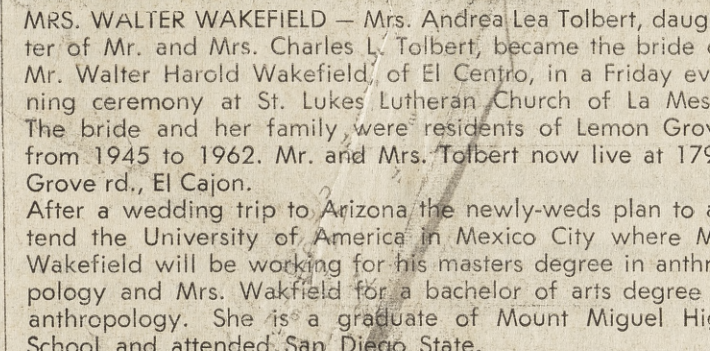 MRS. WALTER WAKEFIELD — Mrs. Andrea Lea Tolbert, daug
ter of Mr. and Mrs. Charles L. Tolbert, became the bride
Mr. Walter Harold Wakefield, of El Centro, in a Friday ev
ning ceremony at St. Lukes Lutheran Church of La Mes
The bride and her family were residents of Lemon Grov
from 1945 to 1962. Mr. and Mrs. Tolbert now live at 179
Grove rd., El Cajon.
After a wedding trip to Arizona the newly-weds plan to a
tend the University of America in Mexico City where M
Wakefield will be working for his masters degree in anthr
pology and Mrs. Wakfield for a bachelor of arts degree
anthropology. She is a graduate of Mount Miguel Hig
School and attended San Diego State.